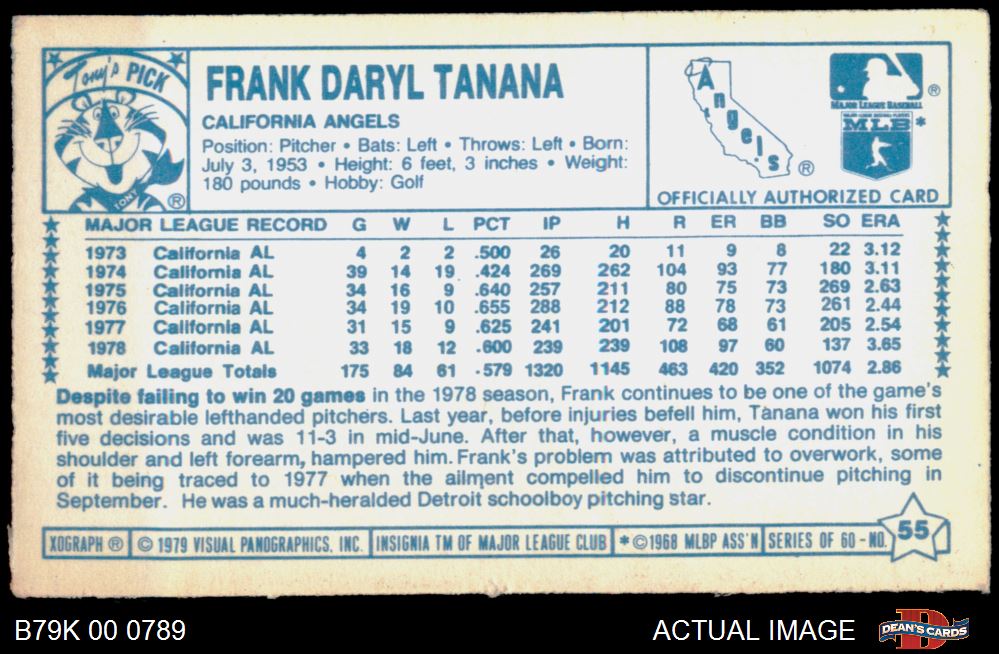 Tony's PICK
TONY ®
FRANK DARYL TANANA
CALIFORNIA ANGELS
Position: Pitcher • Bats: Left • Throws: Left • Born:
July 3, 1953 • Height: 6 feet, 3 inches • Weight:
180 pounds • Hobby: Golf
Angels ®
MAJOR LEAGUE BASEBALL ®
MAJOR LEAGUE BASEBALL PLAYERS
MLB *
OFFICIALLY AUTHORIZED CARD
MAJOR LEAGUE RECORD G W L PCT IP H R ER BB SO ERA
1973 California AL 4 2 2 .500 26 20 11 9 8 22 3.12
1974 California AL 39 14 19 .424 269 262 104 93 77 180 3.11
1975 California AL 34 16 9 .640 257 211 80 75 73 269 2.63
1976 California AL 34 19 10 .655 288 212 88 78 73 261 2.44
1977 California AL 31 15 9 .625 241 201 72 68 61 205 2.54
1978 California AL 33 18 12 .600 239 239 108 97 60 137 3.65
Major League Totals 175 84 61 .579 1320 1145 463 420 352 1074 2.86
Despite failing to win 20 games in the 1978 season, Frank continues to be one of the game's
most desirable lefthanded pitchers. Last year, before injuries befell him, Tanana won his first
five decisions and was 11-3 in mid-June. After that, however, a muscle condition in his
shoulder and left forearm, hampered him. Frank's problem was attributed to overwork, some
of it being traced to 1977 when the ailment compelled him to discontinue pitching in
September. He was a much-heralded Detroit schoolboy pitching star.
XOGRAPH ® © 1979 VISUAL PANOGRAPHICS, INC. INSIGNIA TM OF MAJOR LEAGUE CLUB * ©1968 MLBP ASS'N SERIES OF 60 - NO. 55
B79K 00 0789
ACTUAL IMAGE
D
DEAN'S CARDS